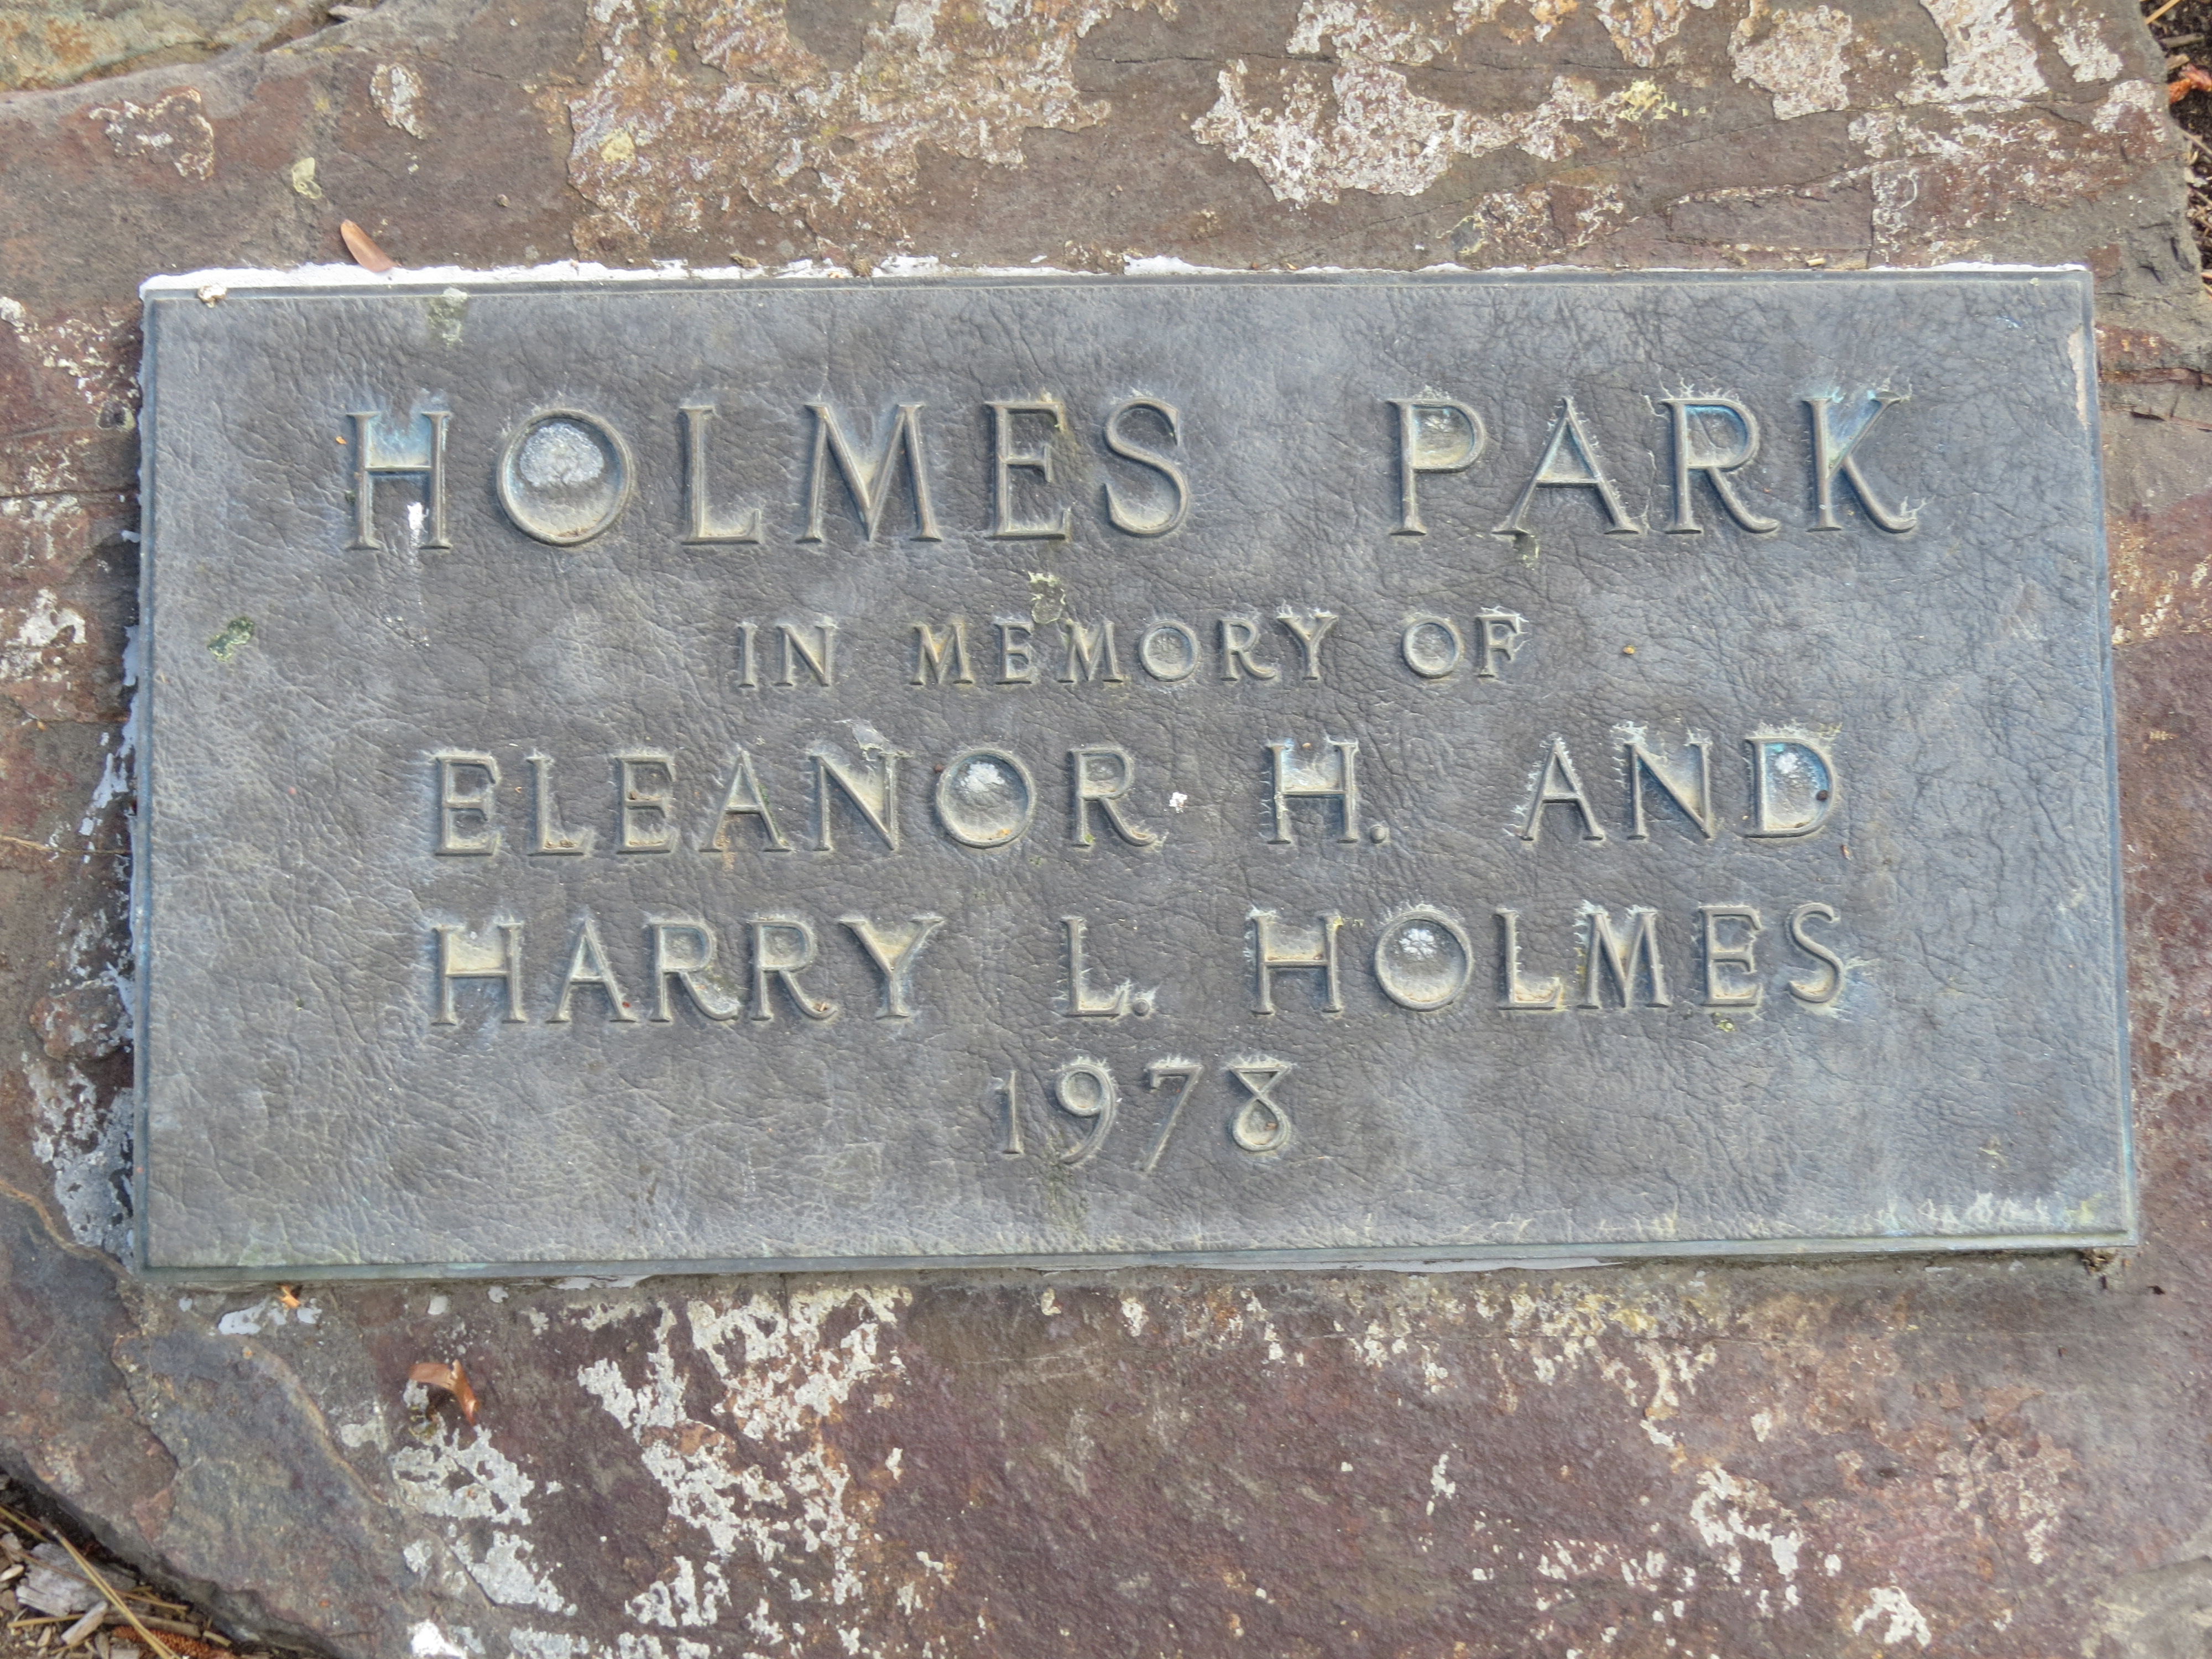 HOLMES PARK
IN MEMORY OF
ELEANOR H. AND
HARRY L. HOLMES
1978